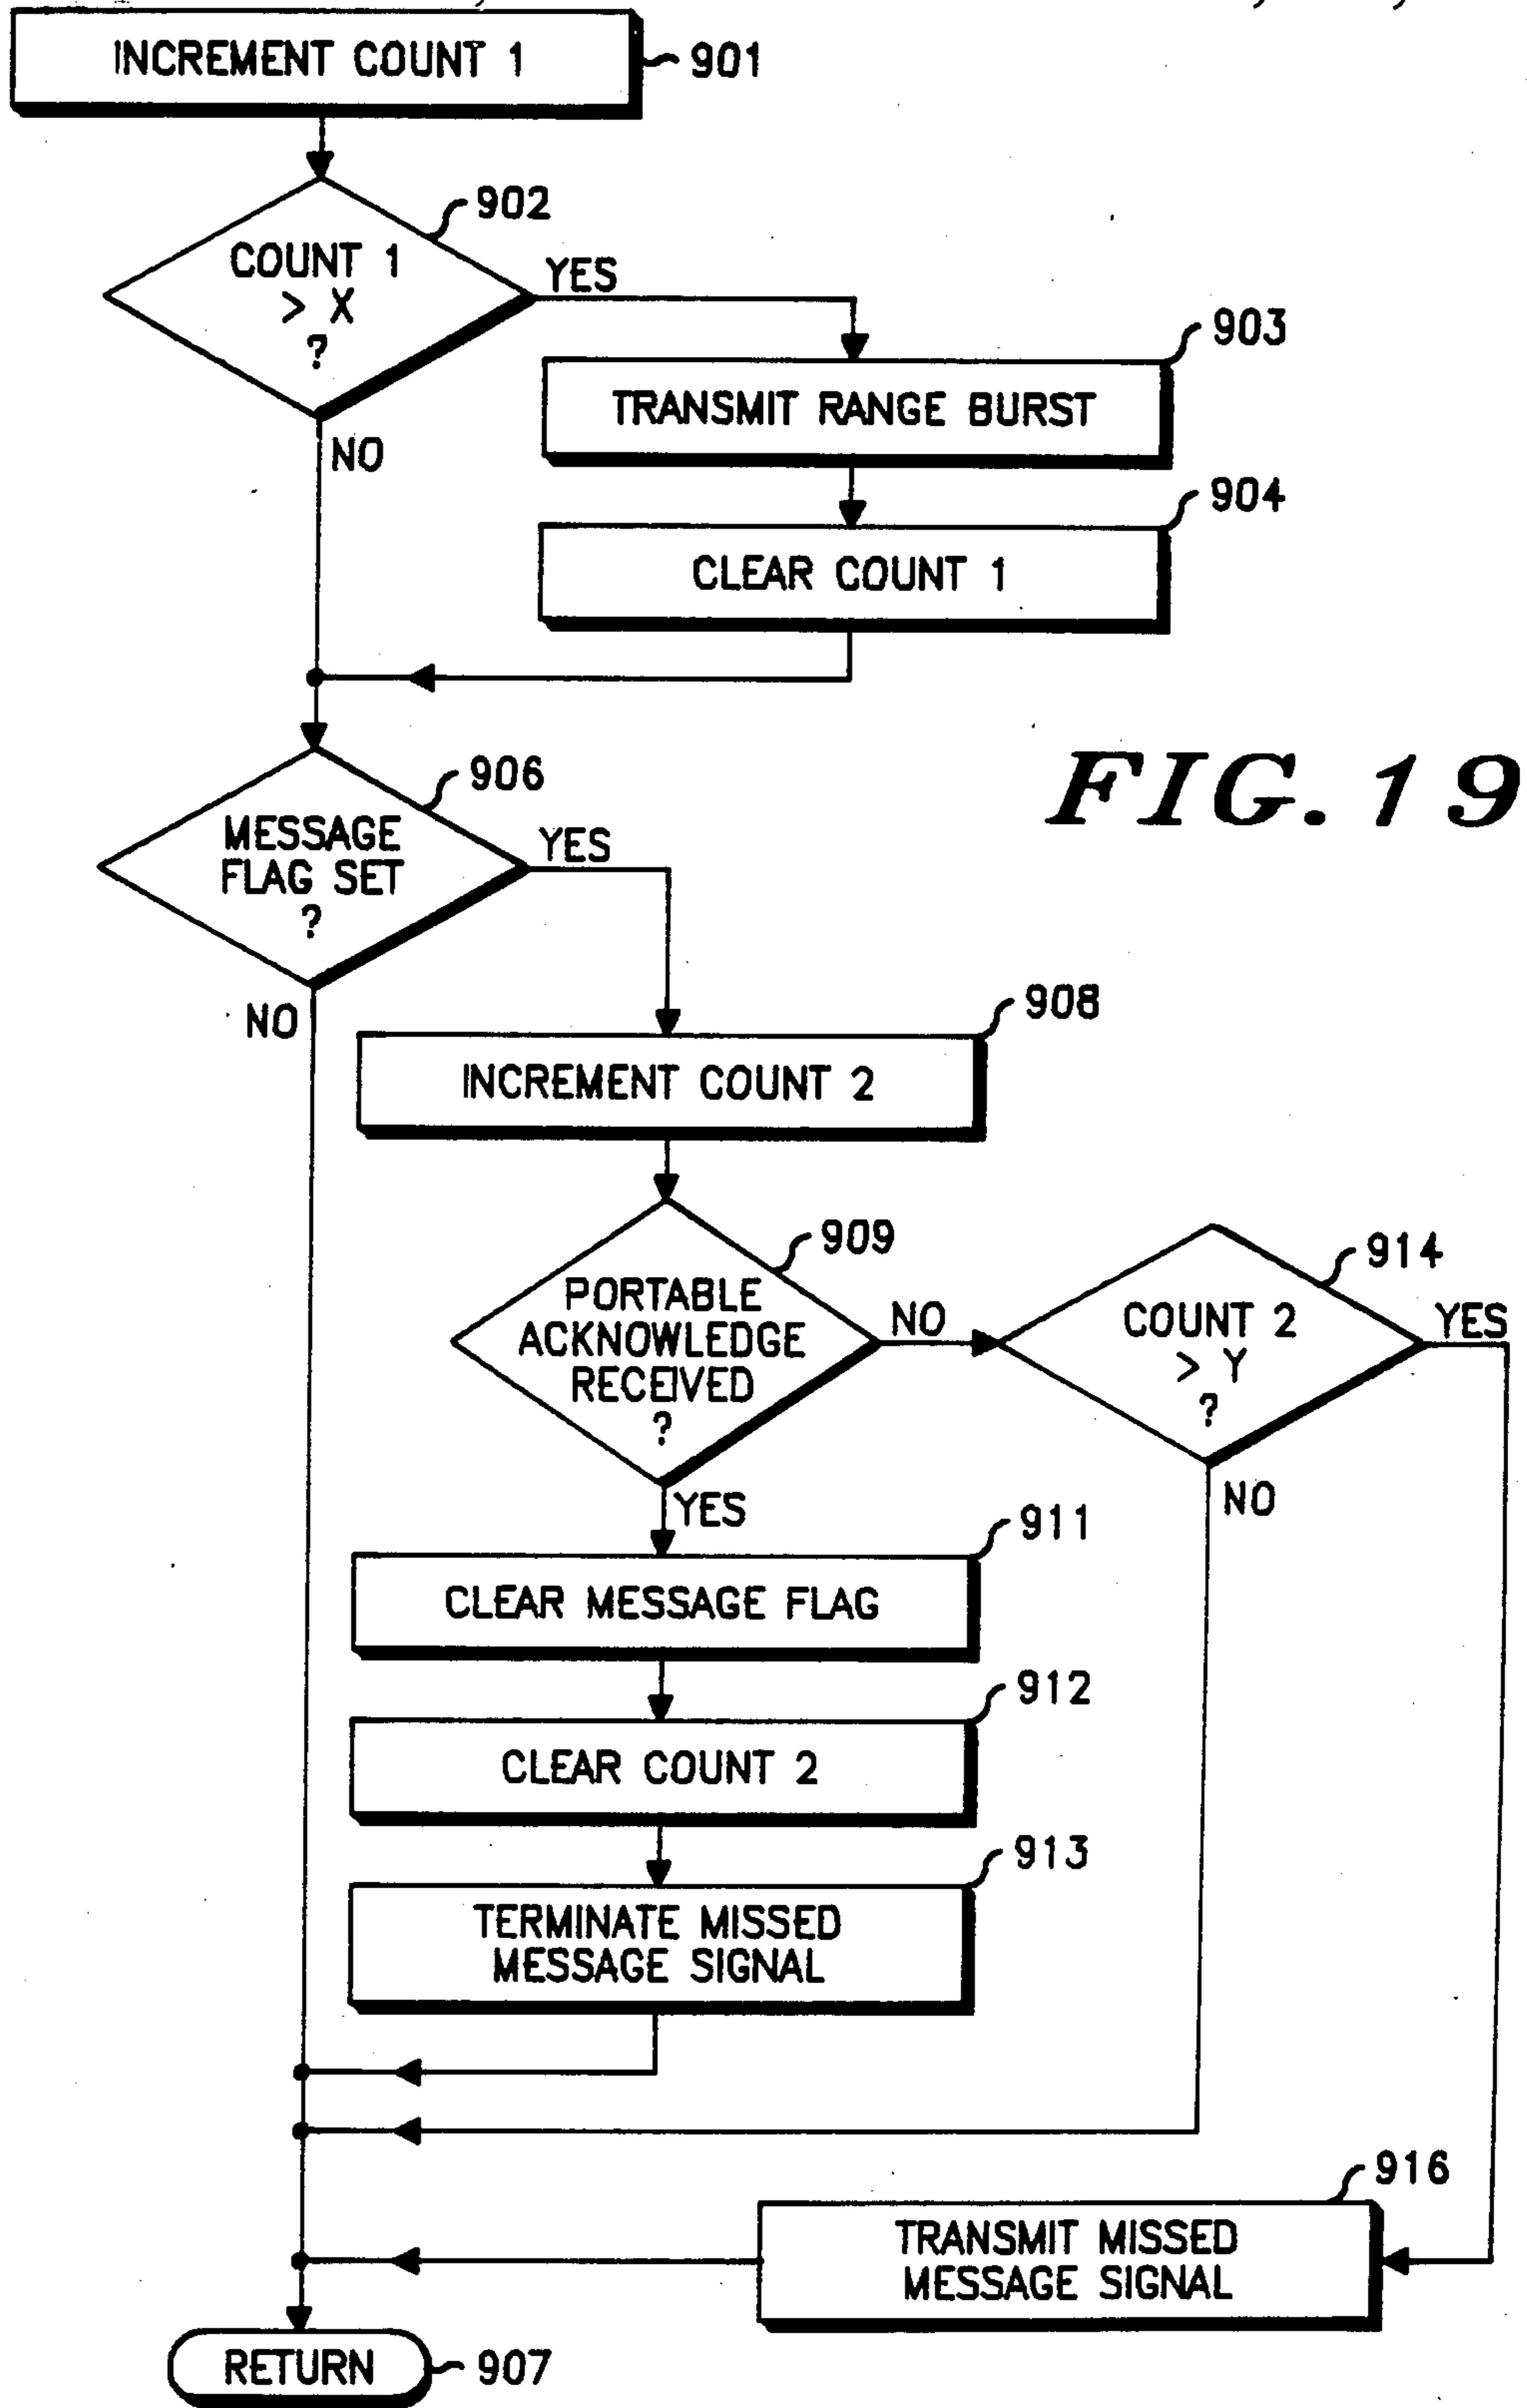 INCREMENT COUNT 1
901
902
COUNT 1
> X
?
YES
NO
903
TRANSMIT RANGE BURST
904
CLEAR COUNT 1
FIG. 19
906
MESSAGE
FLAG SET
?
YES
NO
908
INCREMENT COUNT 2
909
PORTABLE
ACKNOWLEDGE
RECEIVED
?
NO
YES
914
COUNT 2
> Y
?
YES
NO
911
CLEAR MESSAGE FLAG
912
CLEAR COUNT 2
913
TERMINATE MISSED
MESSAGE SIGNAL
916
TRANSMIT MISSED
MESSAGE SIGNAL
RETURN
907